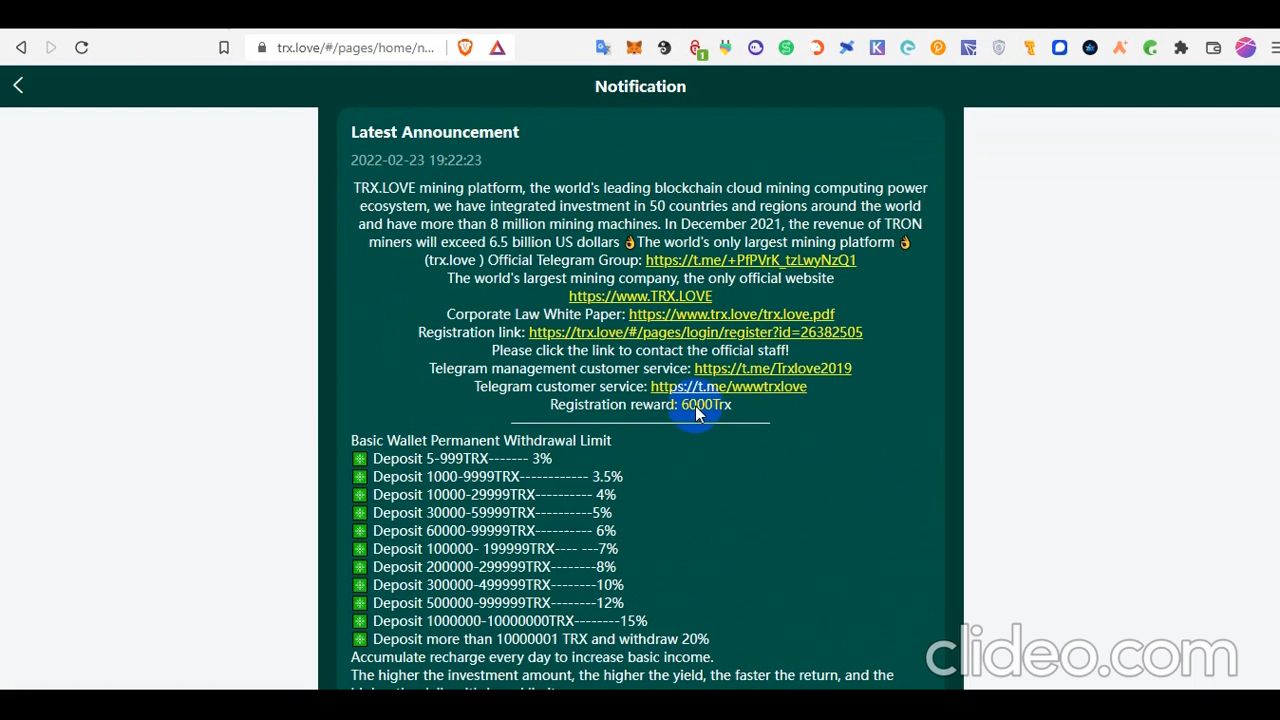 trx.love/#/pages/home/n...
1
Notification
Latest Announcement
2022-02-23 19:22:23
TRX.LOVE mining platform, the world's leading blockchain cloud mining computing power
ecosystem, we have integrated investment in 50 countries and regions around the world
and have more than 8 million mining machines. In December 2021, the revenue of TRON
miners will exceed 6.5 billion US dollars 👌The world's only largest mining platform 👌
(trx.love ) Official Telegram Group: https://t.me/+PfPVrK_tzLwyNzQ1
The world's largest mining company, the only official website
https://www.TRX.LOVE
Corporate Law White Paper: https://www.trx.love/trx.love.pdf
Registration link: https://trx.love/#/pages/login/register?id=26382505
Please click the link to contact the official staff!
Telegram management customer service: https://t.me/Trxlove2019
Telegram customer service: https://t.me/wwwtrxlove
Registration reward: 6000Trx
Basic Wallet Permanent Withdrawal Limit
Deposit 5-999TRX------- 3%
Deposit 1000-9999TRX------------ 3.5%
Deposit 10000-29999TRX---------- 4%
Deposit 30000-59999TRX----------5%
Deposit 60000-99999TRX---------- 6%
Deposit 100000- 199999TRX---- ---7%
Deposit 200000-299999TRX-------8%
Deposit 300000-499999TRX-------10%
Deposit 500000-999999TRX--------12%
Deposit 1000000-10000000TRX--------15%
Deposit more than 10000001 TRX and withdraw 20%
Accumulate recharge every day to increase basic income.
The higher the investment amount, the higher the yield, the faster the return, and the
clideo.com